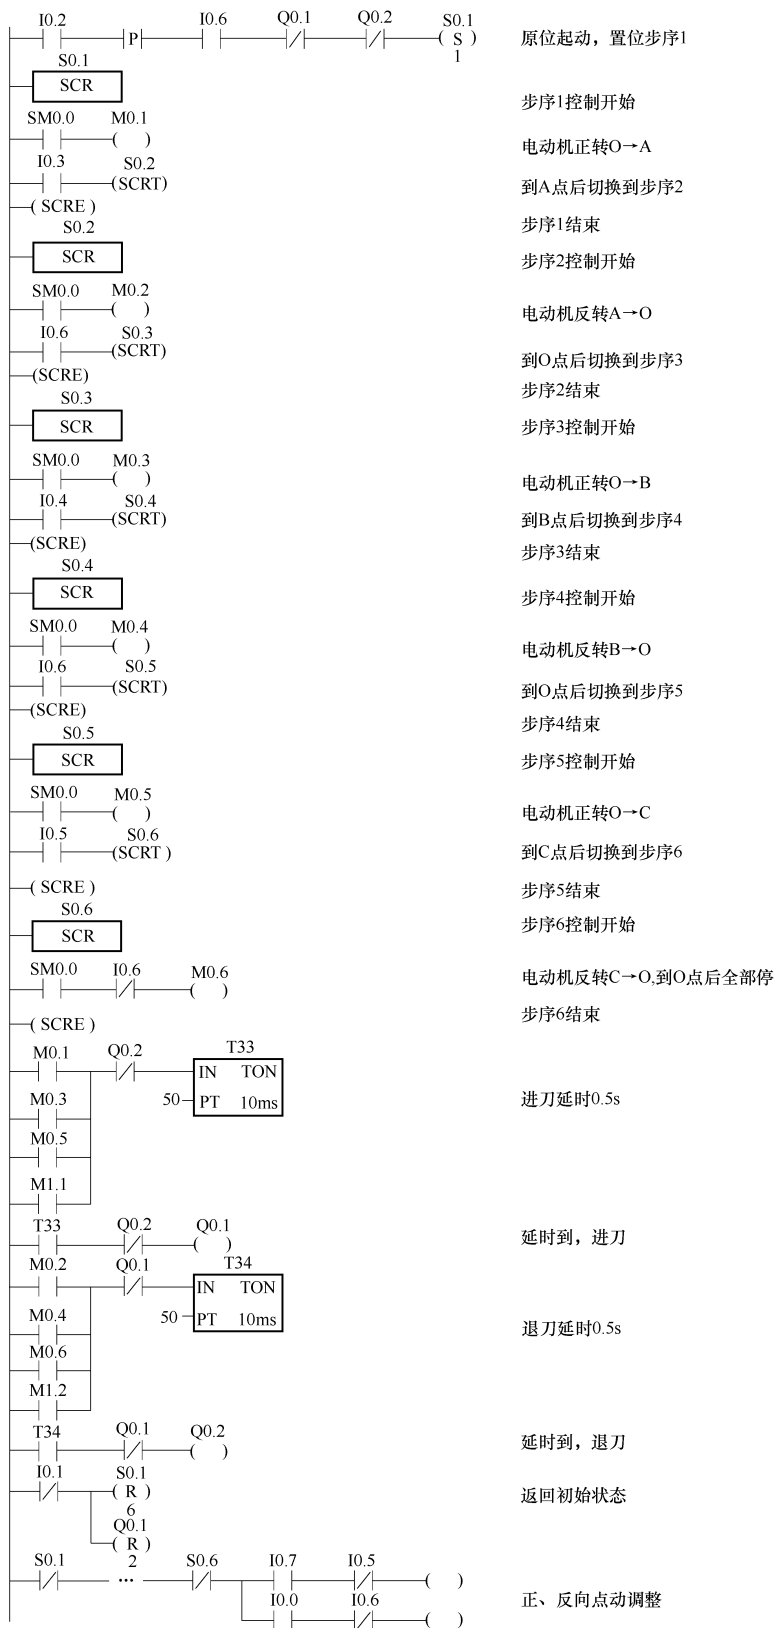 I0.2 I0.6 Q0.1 Q0.2 S0.1
P S 原位起动，置位步序1
1
S0.1
SCR
步序1控制开始
SM0.0 M0.1
电动机正转O→A
I0.3 S0.2
(SCRT) 到A点后切换到步序2
( SCRE )
步序1结束
S0.2
SCR 步序2控制开始
SM0.0 M0.2
电动机反转A→O
I0.6 S0.3
(SCRT) 到O点后切换到步序3
(SCRE)
步序2结束
S0.3
SCR 步序3控制开始
SM0.0 M0.3
电动机正转O→B
I0.4 S0.4
(SCRT) 到B点后切换到步序4
(SCRE)
步序3结束
S0.4
SCR 步序4控制开始
SM0.0 M0.4
电动机反转B→O
I0.6 S0.5
(SCRT) 到O点后切换到步序5
(SCRE)
步序4结束
S0.5
SCR 步序5控制开始
SM0.0 M0.5
电动机正转O→C
I0.5 S0.6
(SCRT ) 到C点后切换到步序6
( SCRE ) 步序5结束
S0.6
SCR 步序6控制开始
SM0.0 I0.6 M0.6
电动机反转C→O,到O点后全部停
( SCRE ) 步序6结束
M0.1 Q0.2 T33
IN TON
50 PT 10ms 进刀延时0.5s
M0.3
M0.5
M1.1
T33 Q0.2 Q0.1
延时到，进刀
M0.2 Q0.1 T34
IN TON
50 PT 10ms 退刀延时0.5s
M0.4
M0.6
M1.2
T34 Q0.1 Q0.2
延时到，退刀
I0.1 S0.1
( R ) 返回初始状态
6
Q0.1
( R )
2
S0.1 ··· S0.6 I0.7 I0.5
I0.0 I0.6 正、反向点动调整